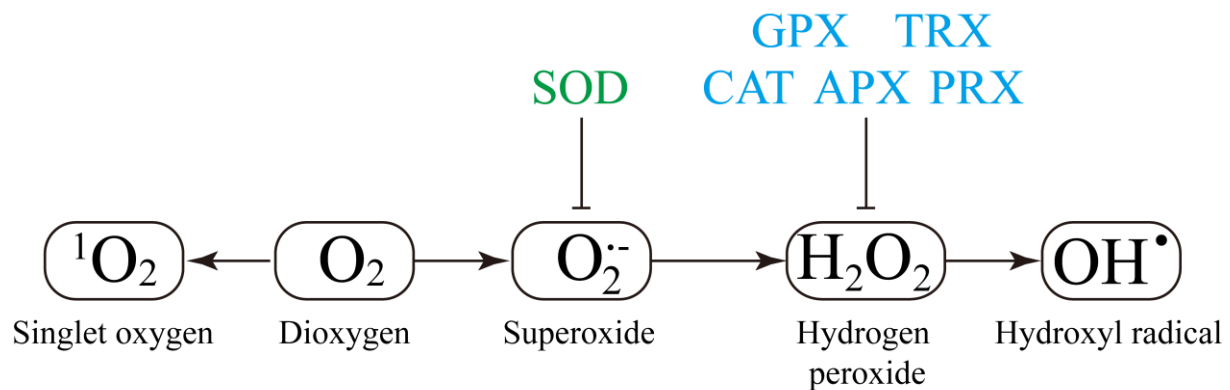 GPX TRX
SOD CAT APX PRX
¹O₂ O₂ O₂·⁻ H₂O₂ OH•
Singlet oxygen Dioxygen Superoxide Hydrogen peroxide Hydroxyl radical